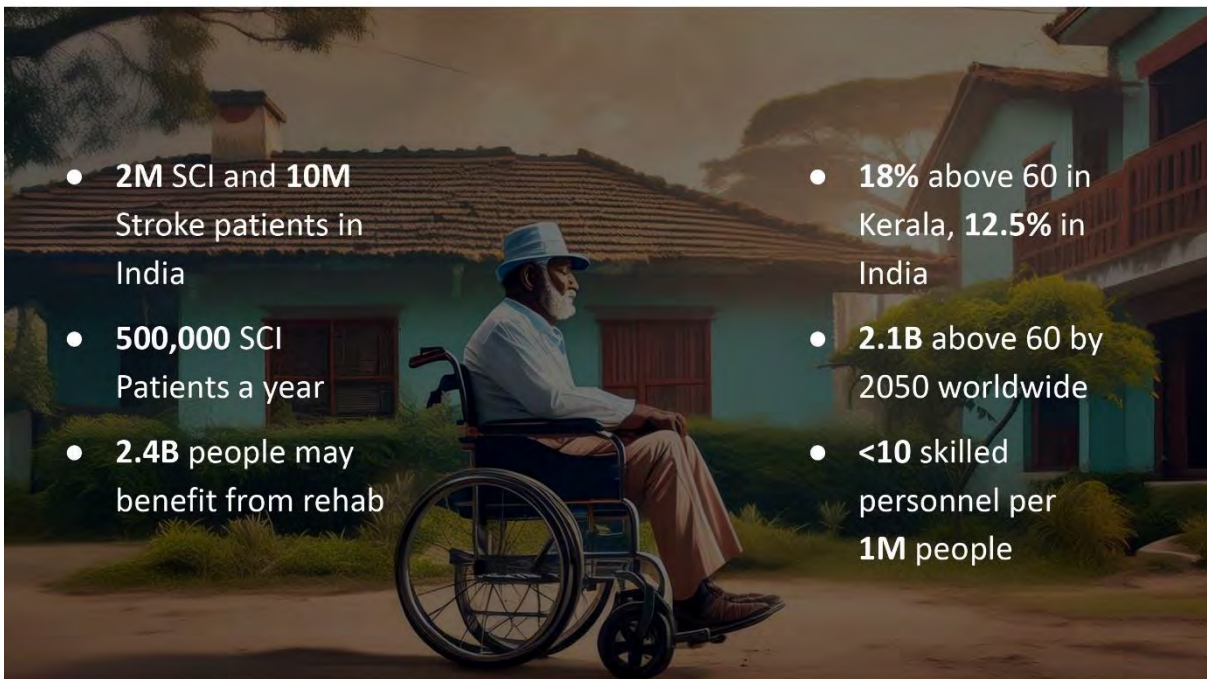 ● 2M SCI and 10M
Stroke patients in
India
● 500,000 SCI
Patients a year
● 2.4B people may
benefit from rehab
● 18% above 60 in
Kerala, 12.5% in
India
● 2.1B above 60 by
2050 worldwide
● <10 skilled
personnel per
1M people